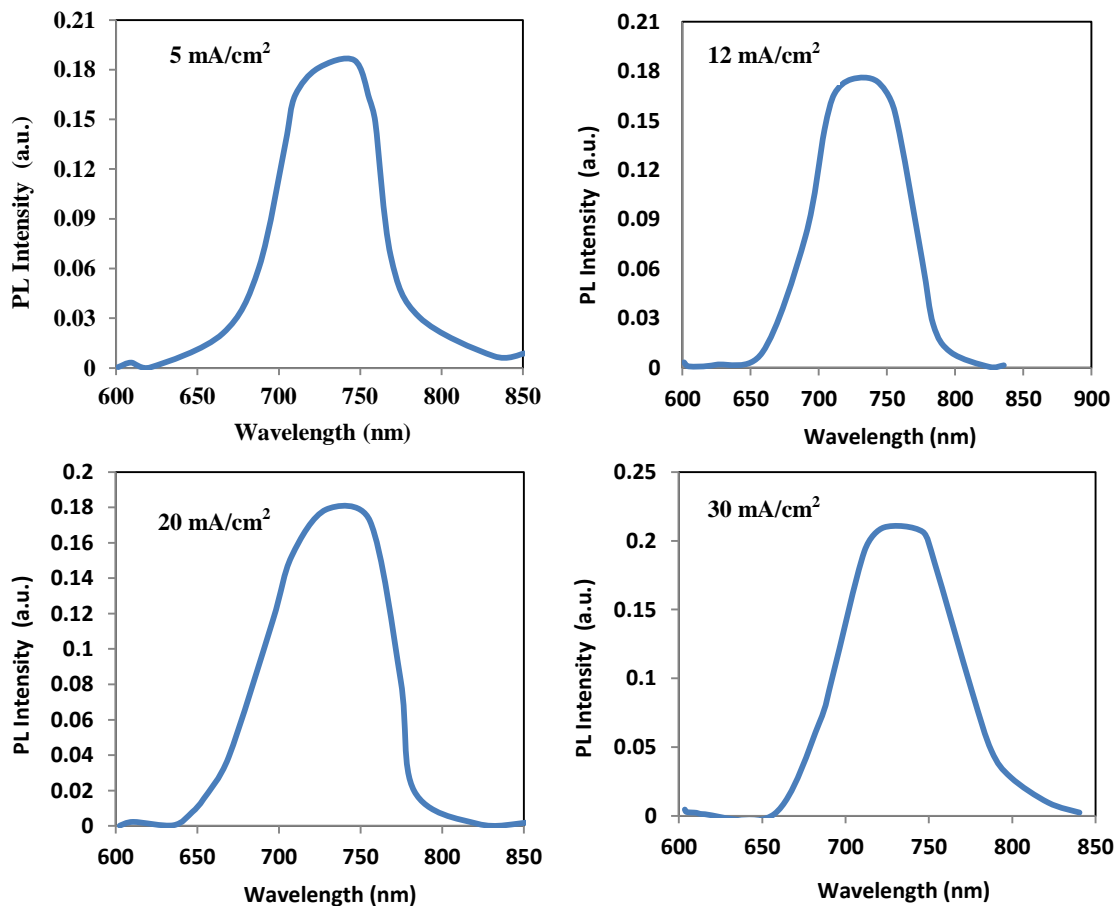 0.21
0.18
0.15
0.12
0.09
0.06
0.03
0
PL Intensity (a.u.)
5 mA/cm²
600 650 700 750 800 850
Wavelength (nm)
0.21
0.18
0.15
0.12
0.09
0.06
0.03
0
PL Intensity (a.u.)
12 mA/cm²
600 650 700 750 800 850 900
Wavelength (nm)
0.2
0.18
0.16
0.14
0.12
0.1
0.08
0.06
0.04
0.02
0
PL Intensity (a.u.)
20 mA/cm²
600 650 700 750 800 850
Wavelength (nm)
0.25
0.2
0.15
0.1
0.05
0
PL Intensity (a.u.)
30 mA/cm²
600 650 700 750 800 850
Wavelength (nm)